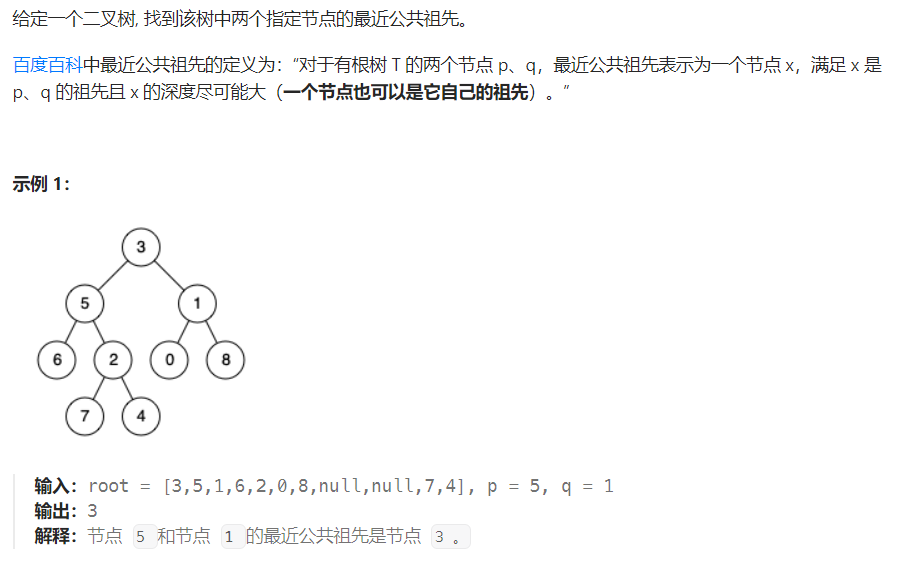 给定一个二叉树, 找到该树中两个指定节点的最近公共祖先。
百度百科中最近公共祖先的定义为：“对于有根树 T 的两个节点 p、q，最近公共祖先表示为一个节点 x，满足 x 是
p、q 的祖先且 x 的深度尽可能大（一个节点也可以是它自己的祖先）。”
示例 1：
3
5 1
6 2 0 8
7 4
输入：root = [3,5,1,6,2,0,8,null,null,7,4], p = 5, q = 1
输出：3
解释：节点 5 和节点 1 的最近公共祖先是节点 3 。